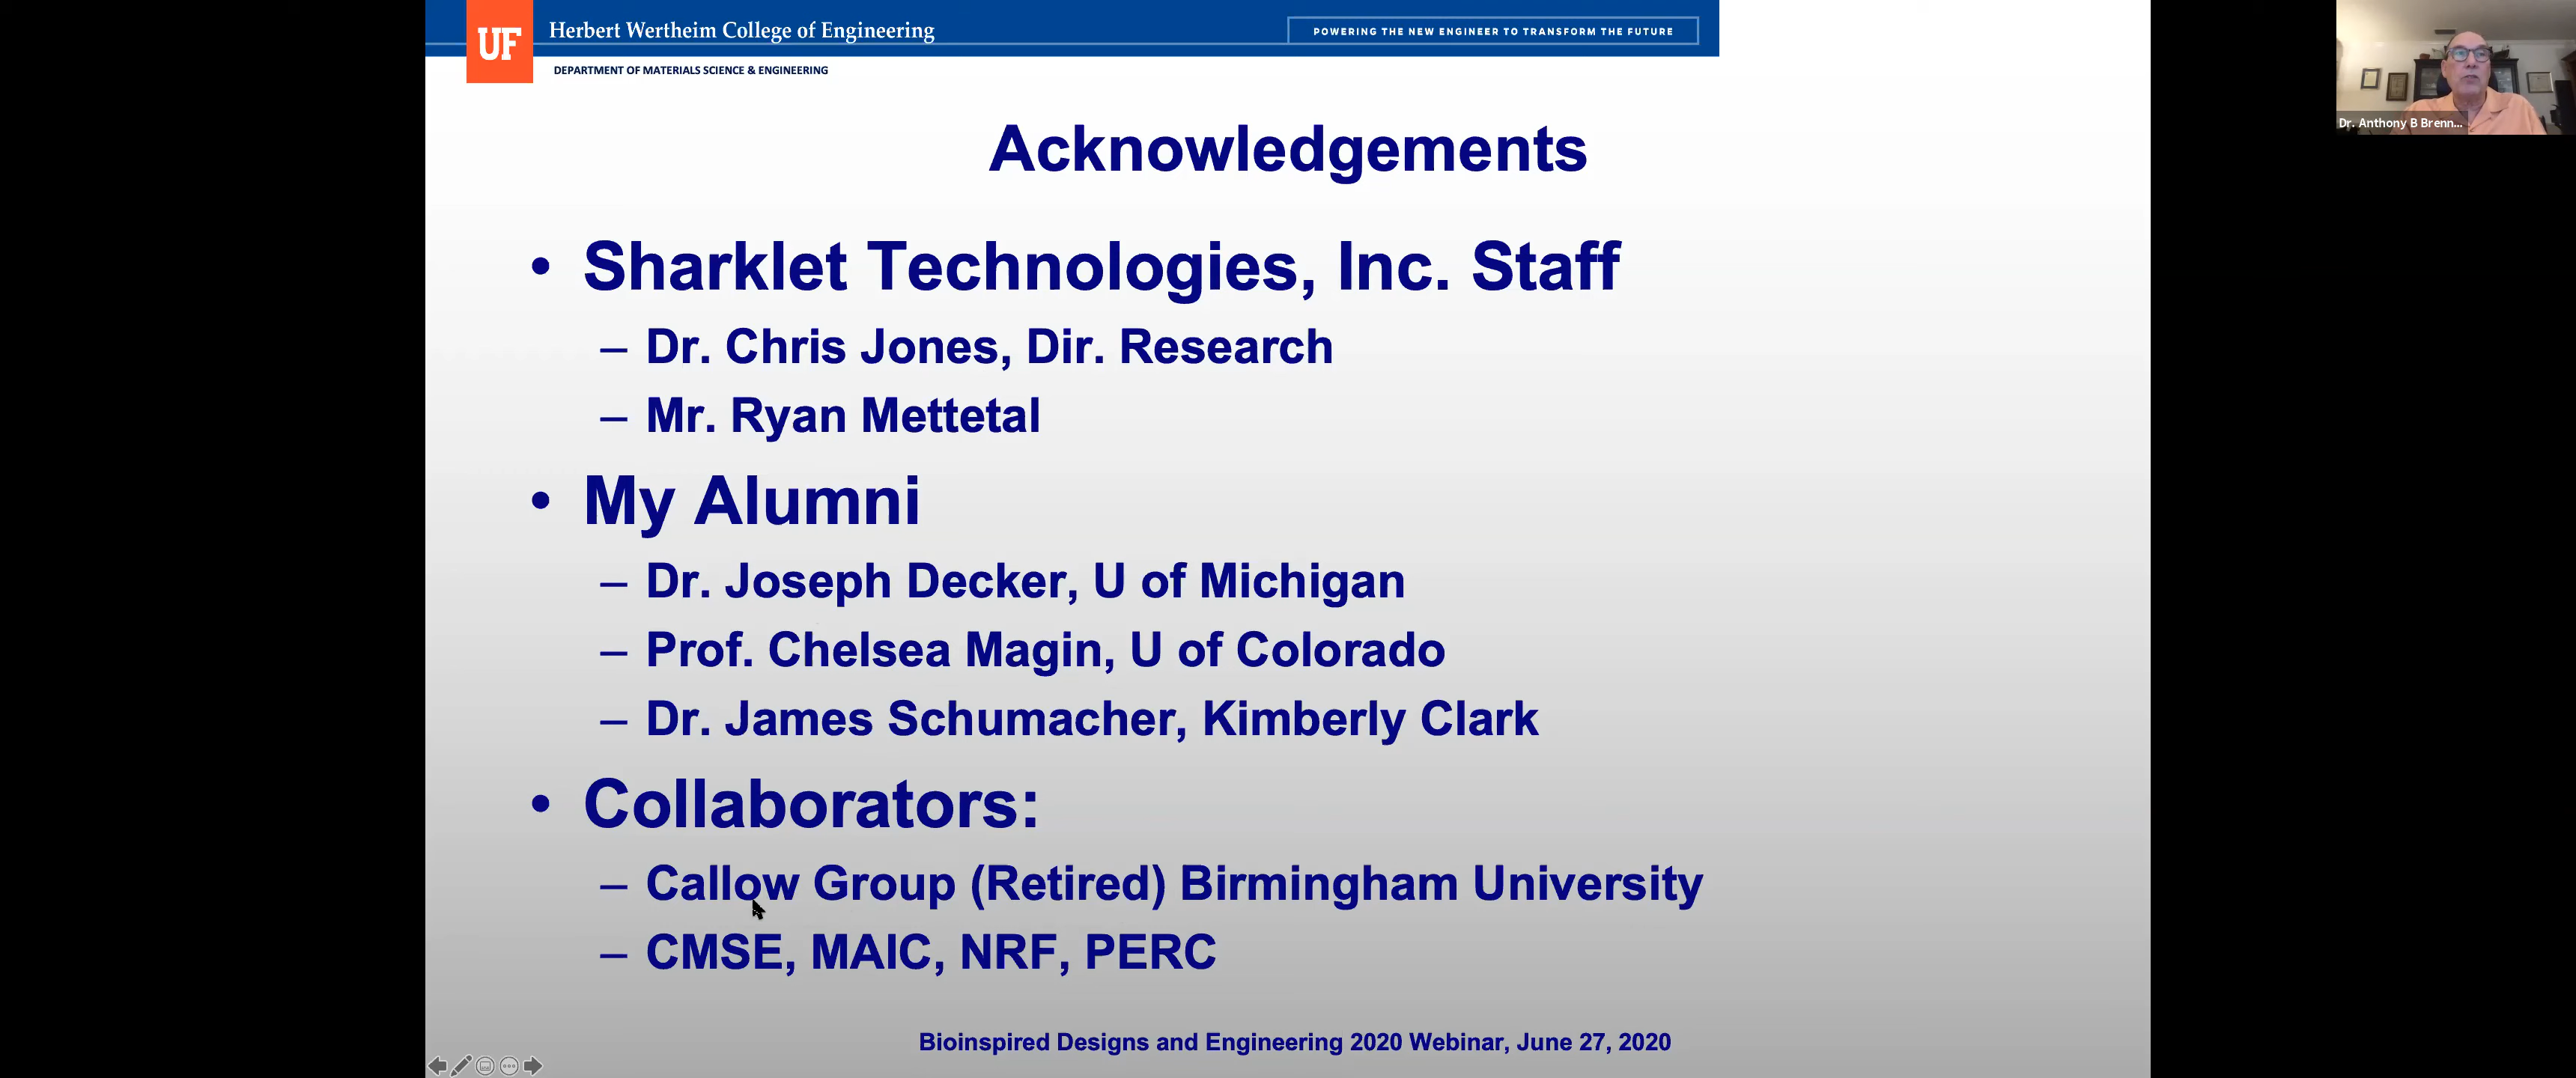 UF Herbert Wertheim College of Engineering
POWERING THE NEW ENGINEER TO TRANSFORM THE FUTURE
DEPARTMENT OF MATERIALS SCIENCE & ENGINEERING
Dr. Anthony B Brenn...
Acknowledgements
• Sharklet Technologies, Inc. Staff
– Dr. Chris Jones, Dir. Research
– Mr. Ryan Mettetal
• My Alumni
– Dr. Joseph Decker, U of Michigan
– Prof. Chelsea Magin, U of Colorado
– Dr. James Schumacher, Kimberly Clark
• Collaborators:
– Callow Group (Retired) Birmingham University
– CMSE, MAIC, NRF, PERC
Bioinspired Designs and Engineering 2020 Webinar, June 27, 2020